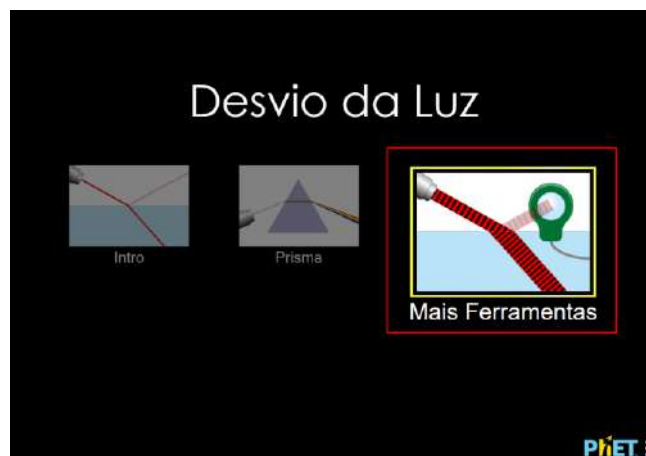 Desvio da Luz
Intro
Prisma
Mais Ferramentas
PhET